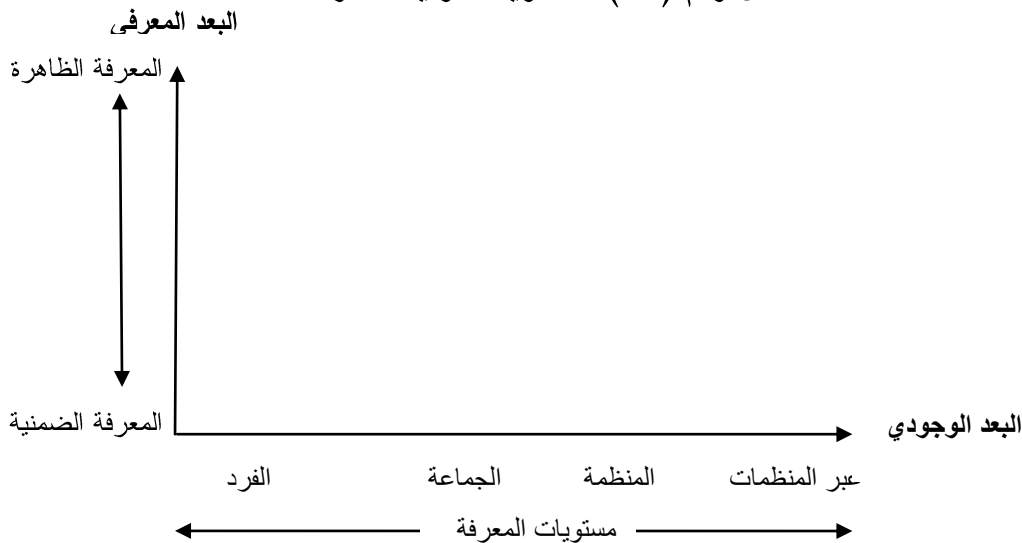 البعد المعرفي
المعرفة الظاهرة
المعرفة الضمنية
البعد الوجودي
الفرد
الجماعة
المنظمة
عبر المنظمات
مستويات المعرفة